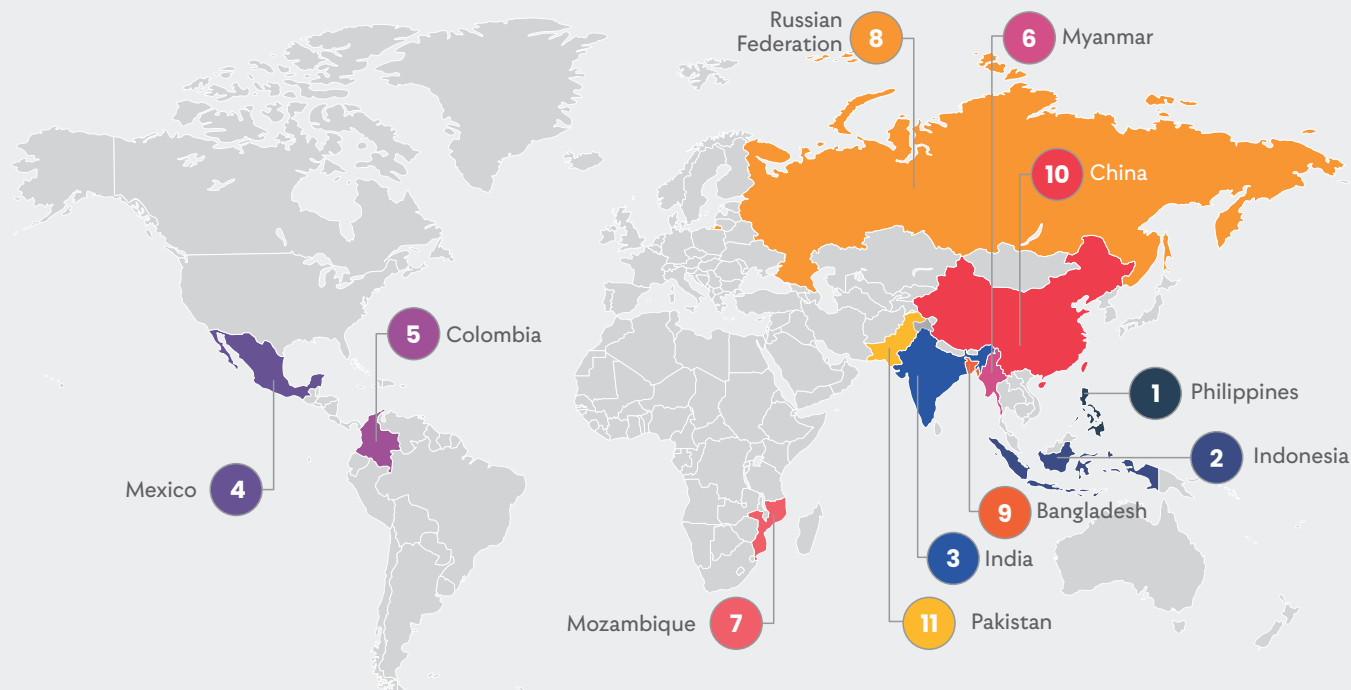 Russian
Federation
8
6
Myanmar
10
China
5
Colombia
1
Philippines
2
Indonesia
Mexico
4
9
Bangladesh
3
India
Mozambique
7
11
Pakistan